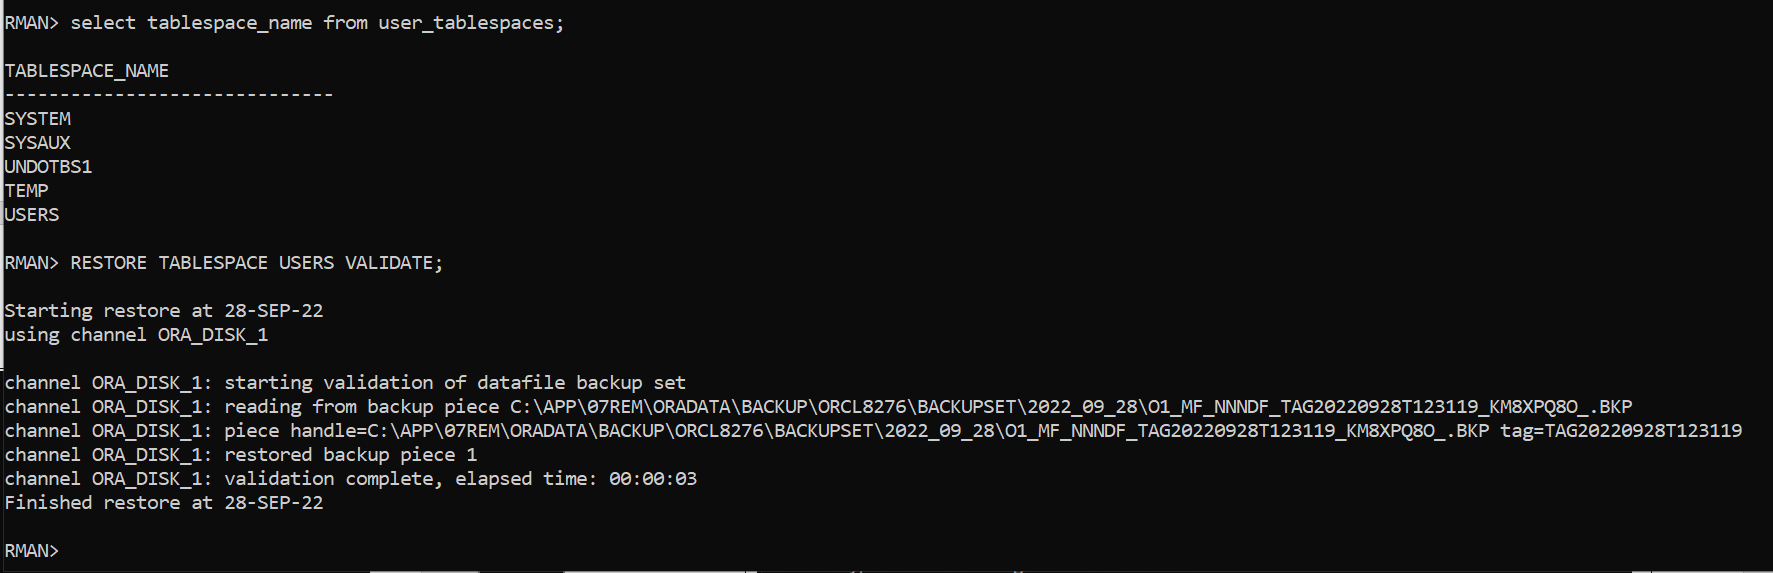 RMAN> select tablespace_name from user_tablespaces;
TABLESPACE_NAME
------------------------------
SYSTEM
SYSAUX
UNDOTBS1
TEMP
USERS
RMAN> RESTORE TABLESPACE USERS VALIDATE;
Starting restore at 28-SEP-22
using channel ORA_DISK_1
channel ORA_DISK_1: starting validation of datafile backup set
channel ORA_DISK_1: reading from backup piece C:\APP\07REM\ORADATA\BACKUP\ORCL8276\BACKUPSET\2022_09_28\O1_MF_NNNDF_TAG20220928T123119_KM8XPQ8O_.BKP
channel ORA_DISK_1: piece handle=C:\APP\07REM\ORADATA\BACKUP\ORCL8276\BACKUPSET\2022_09_28\O1_MF_NNNDF_TAG20220928T123119_KM8XPQ8O_.BKP tag=TAG20220928T123119
channel ORA_DISK_1: restored backup piece 1
channel ORA_DISK_1: validation complete, elapsed time: 00:00:03
Finished restore at 28-SEP-22
RMAN>